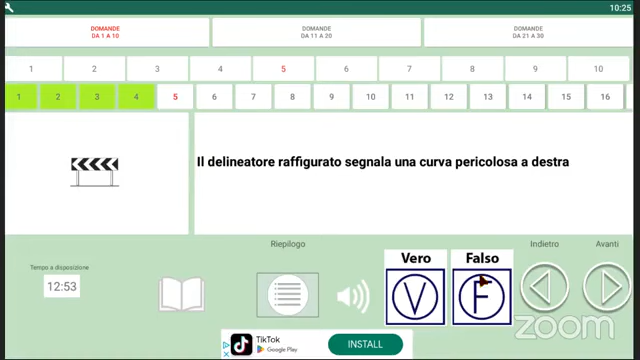 10:25
DOMANDE
DA 1 A 10
DOMANDE
DA 11 A 20
DOMANDE
DA 21 A 30
1 2 3 4 5 6 7 8 9 10
1 2 3 4 5 6 7 8 9 10 11 12 13 14 15 16
Il delineatore raffigurato segnala una curva pericolosa a destra
Riepilogo
Indietro
Avanti
Tempo a disposizione
12:53
Vero
Falso
V
F
zoom
TikTok
Google Play
INSTALL